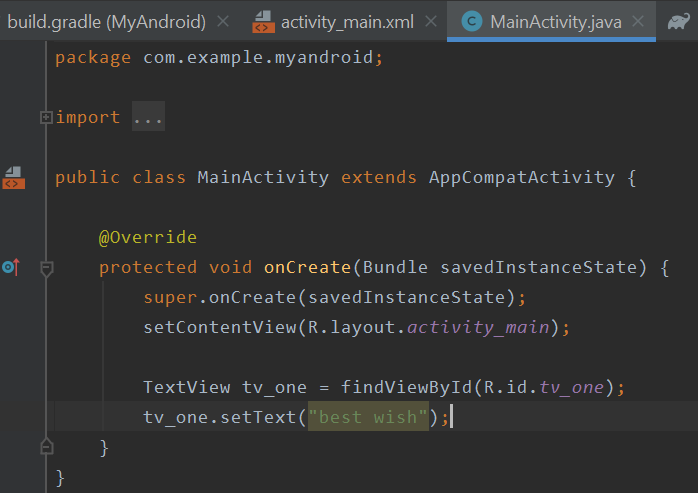 build.gradle (MyAndroid) activity_main.xml MainActivity.java
package com.example.myandroid;
import ...
public class MainActivity extends AppCompatActivity {
@Override
protected void onCreate(Bundle savedInstanceState) {
super.onCreate(savedInstanceState);
setContentView(R.layout.activity_main);
TextView tv_one = findViewById(R.id.tv_one);
tv_one.setText("best wish");
}
}